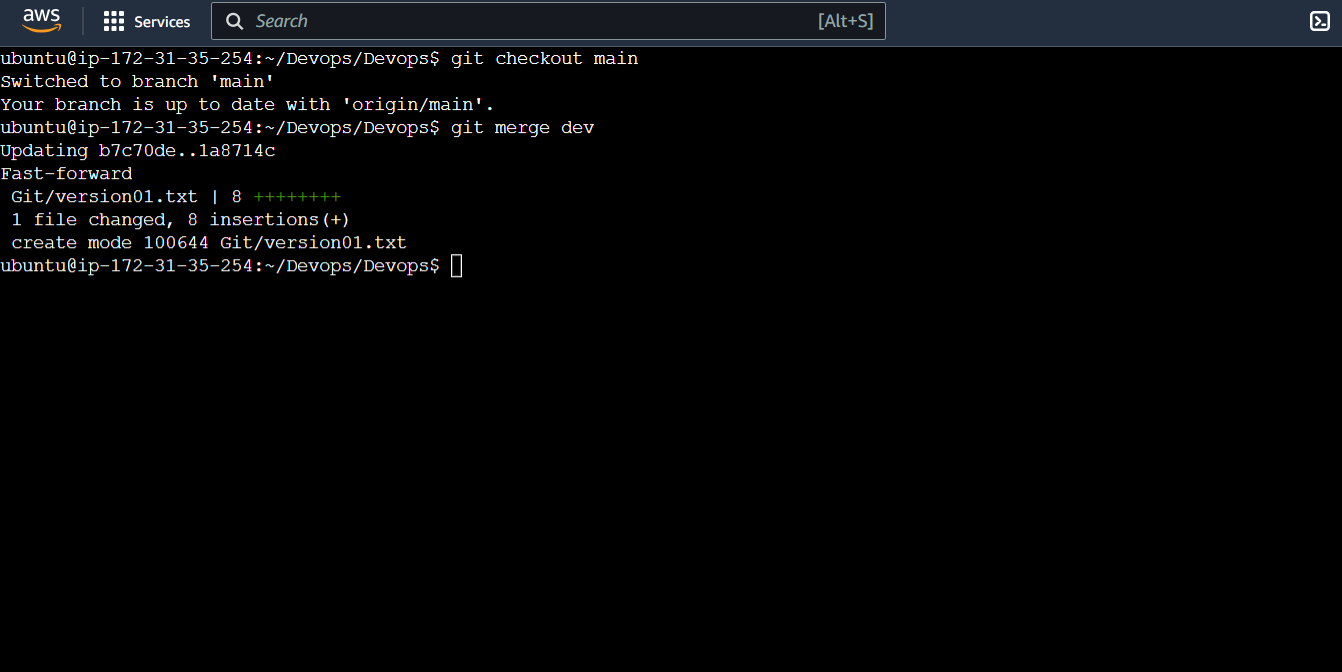 aws
Services
Search
[Alt+S]
ubuntu@ip-172-31-35-254:~/Devops/Devops$ git checkout main
Switched to branch 'main'
Your branch is up to date with 'origin/main'.
ubuntu@ip-172-31-35-254:~/Devops/Devops$ git merge dev
Updating b7c70de..1a8714c
Fast-forward
 Git/version01.txt | 8 ++++++++
 1 file changed, 8 insertions(+)
 create mode 100644 Git/version01.txt
ubuntu@ip-172-31-35-254:~/Devops/Devops$